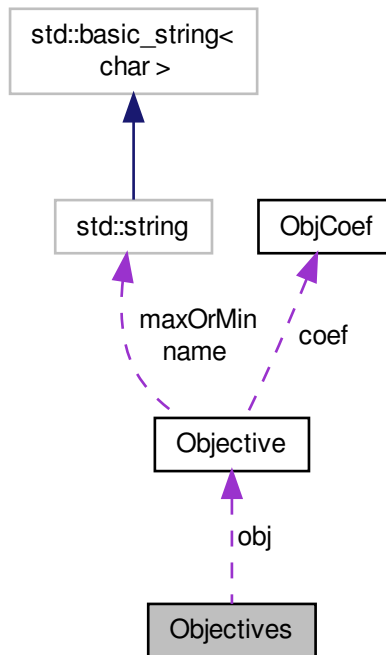 std::basic_string<
char >
std::string
ObjCoef
maxOrMin
name
coef
Objective
obj
Objectives